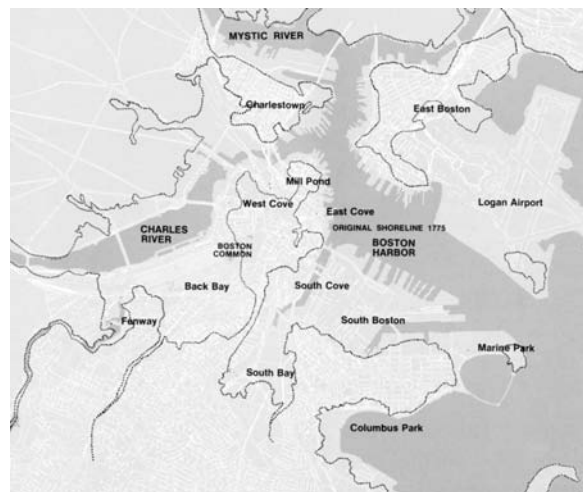 MYSTIC RIVER
Charlestown
East Boston
Mill Pond
West Cove
East Cove
Logan Airport
ORIGINAL SHORELINE 1775
CHARLES
RIVER
BOSTON
COMMON
BOSTON
HARBOR
Back Bay
South Cove
Fenway
South Boston
Marine Park
South Bay
Columbus Park